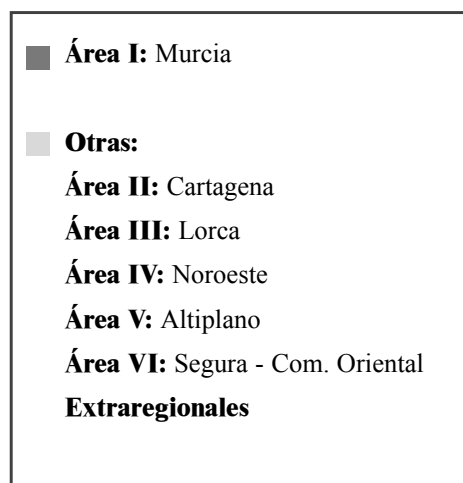 Área I: Murcia
Otras:
Área II: Cartagena
Área III: Lorca
Área IV: Noroeste
Área V: Altiplano
Área VI: Segura - Com. Oriental
Extraregionales